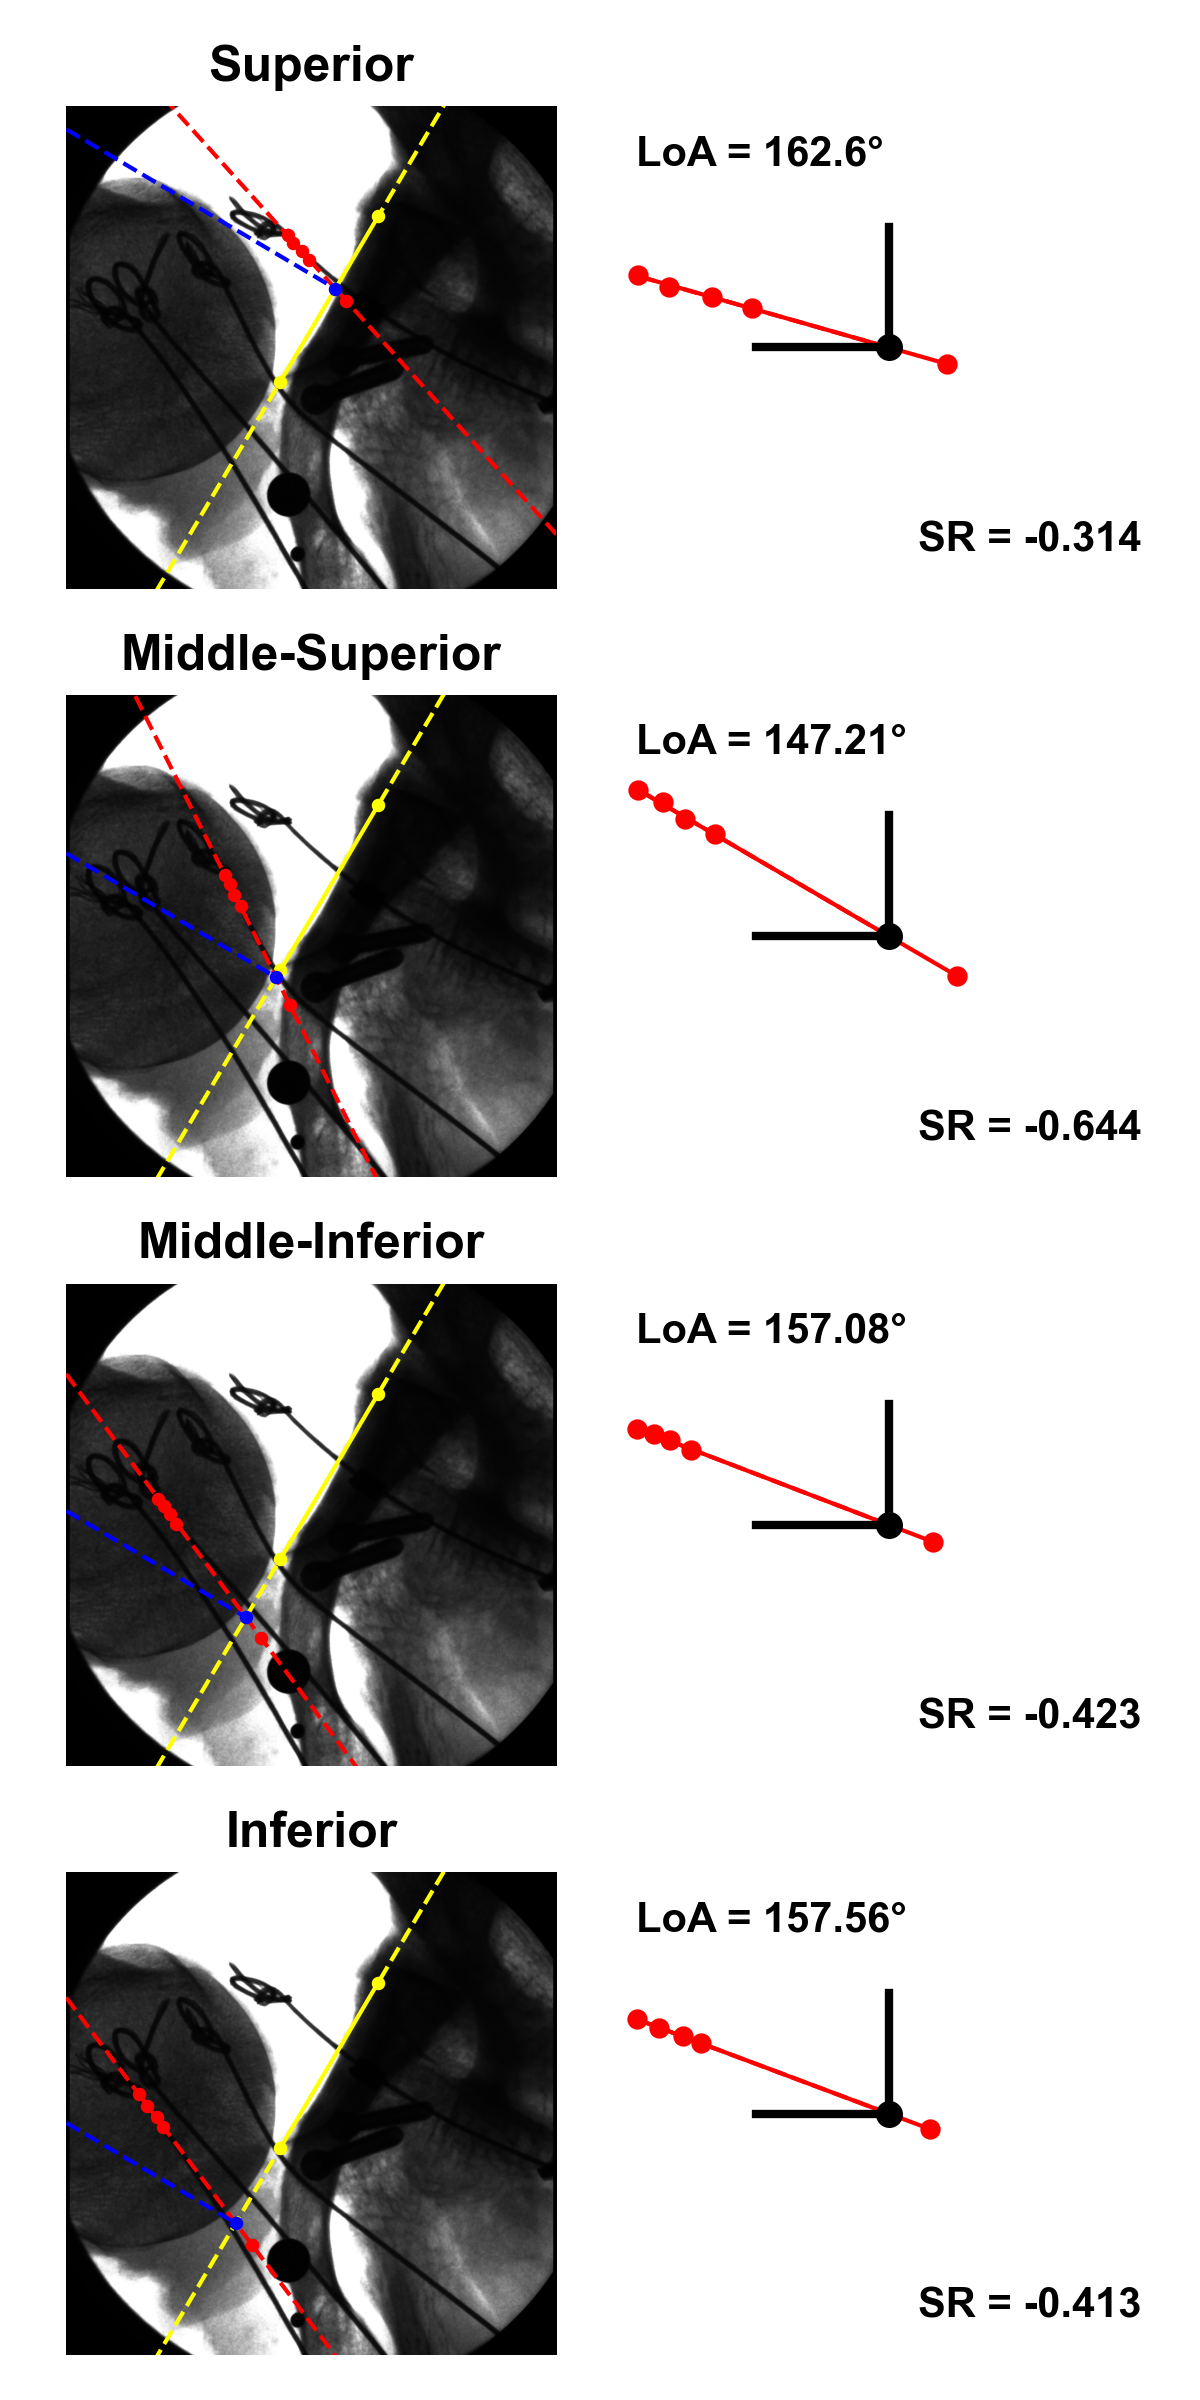 Superior
LoA = 162.6°
SR = -0.314
Middle-Superior
LoA = 147.21°
SR = -0.644
Middle-Inferior
LoA = 157.08°
SR = -0.423
Inferior
LoA = 157.56°
SR = -0.413